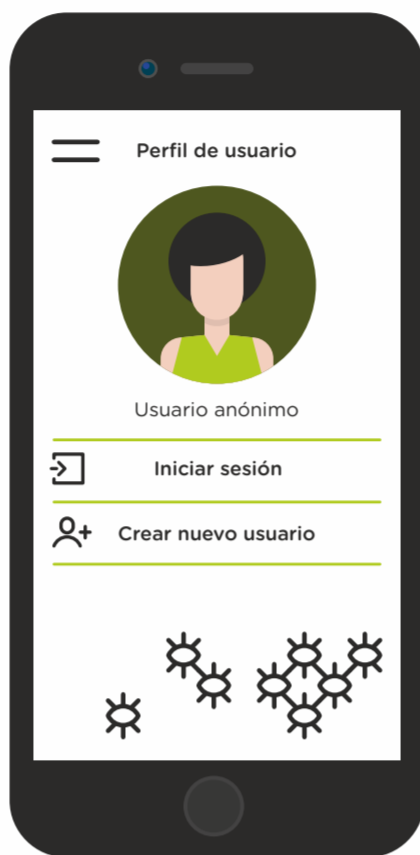 Perfil de usuario
Usuario anónimo
Iniciar sesión
Crear nuevo usuario